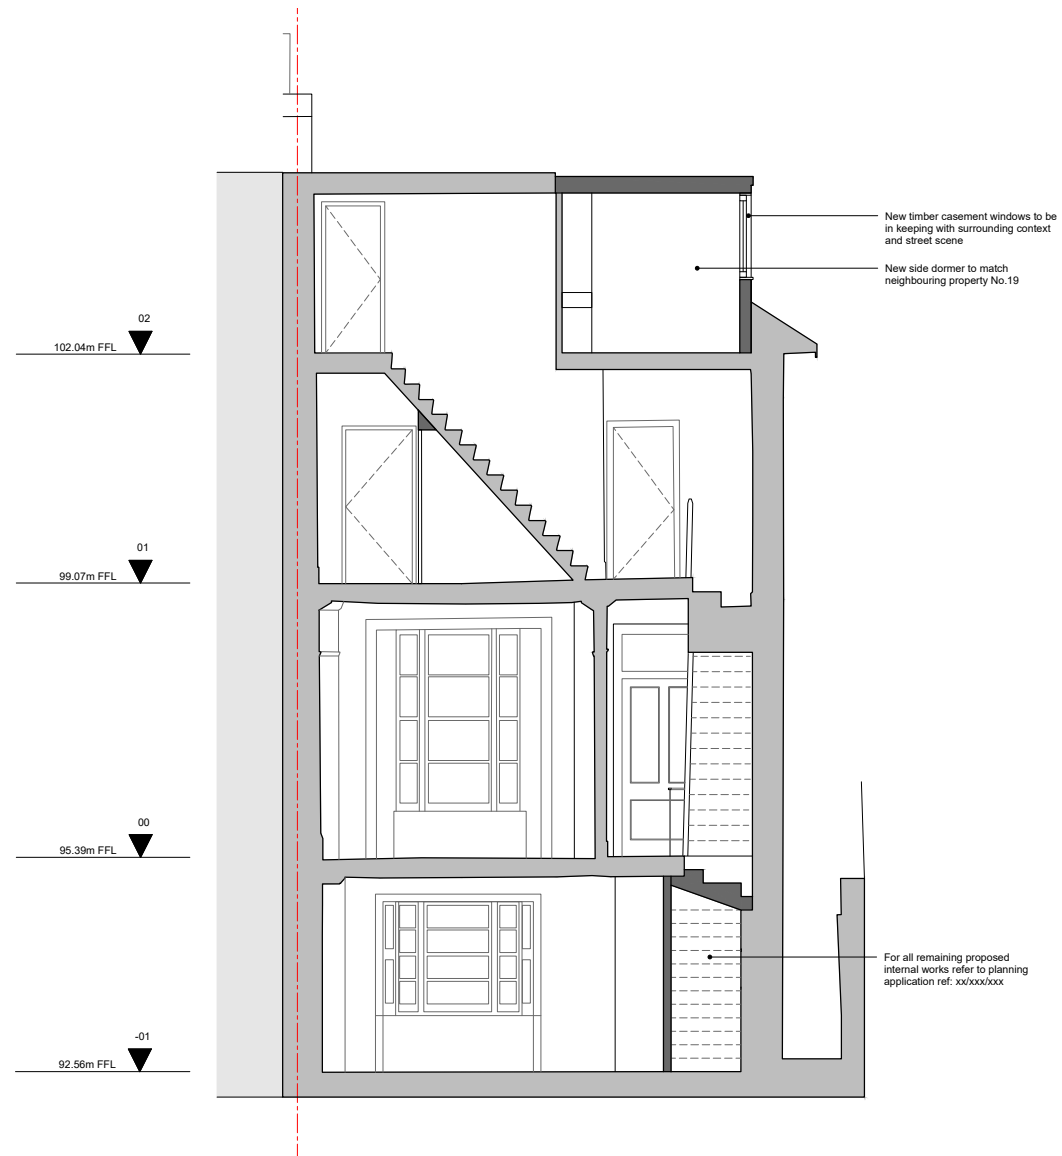 New timber casement windows to be
in keeping with surrounding context
and street scene
New side dormer to match
neighbouring property No.19
02
102.04m FFL
01
99.07m FFL
00
95.39m FFL
For all remaining proposed
internal works refer to planning
application ref: xx/xxx/xxx
-01
92.56m FFL